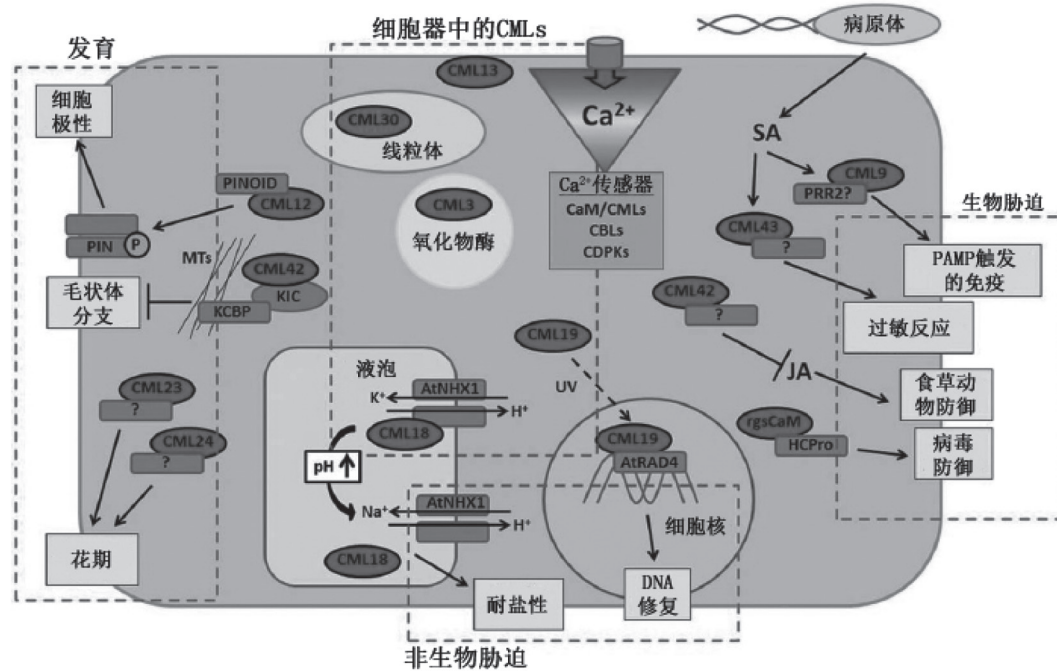 细胞器中的CMLs
病原体
发育
CML13
细胞
极性
CML30
线粒体
Ca²⁺
SA
PINOID
CML12
CML3
氧化物酶
Ca²⁺传感器
CaM/CMLs
CBLs
CDPKs
CML9
PRR2?
生物胁迫
PIN
P
MTs
CML43
?
PAMP触发
的免疫
毛状体
分支
CML42
KIC
KCBP
CML42
?
过敏反应
CML19
液泡
UV
JA
食草动
物防御
AtNHX1
K⁺
H⁺
CML18
CML23
?
CML24
?
rgsCaM
HCPro
病毒
防御
CML19
AtRAD4
pH
AtNHX1
Na⁺
H⁺
细胞核
CML18
花期
耐盐性
DNA
修复
非生物胁迫